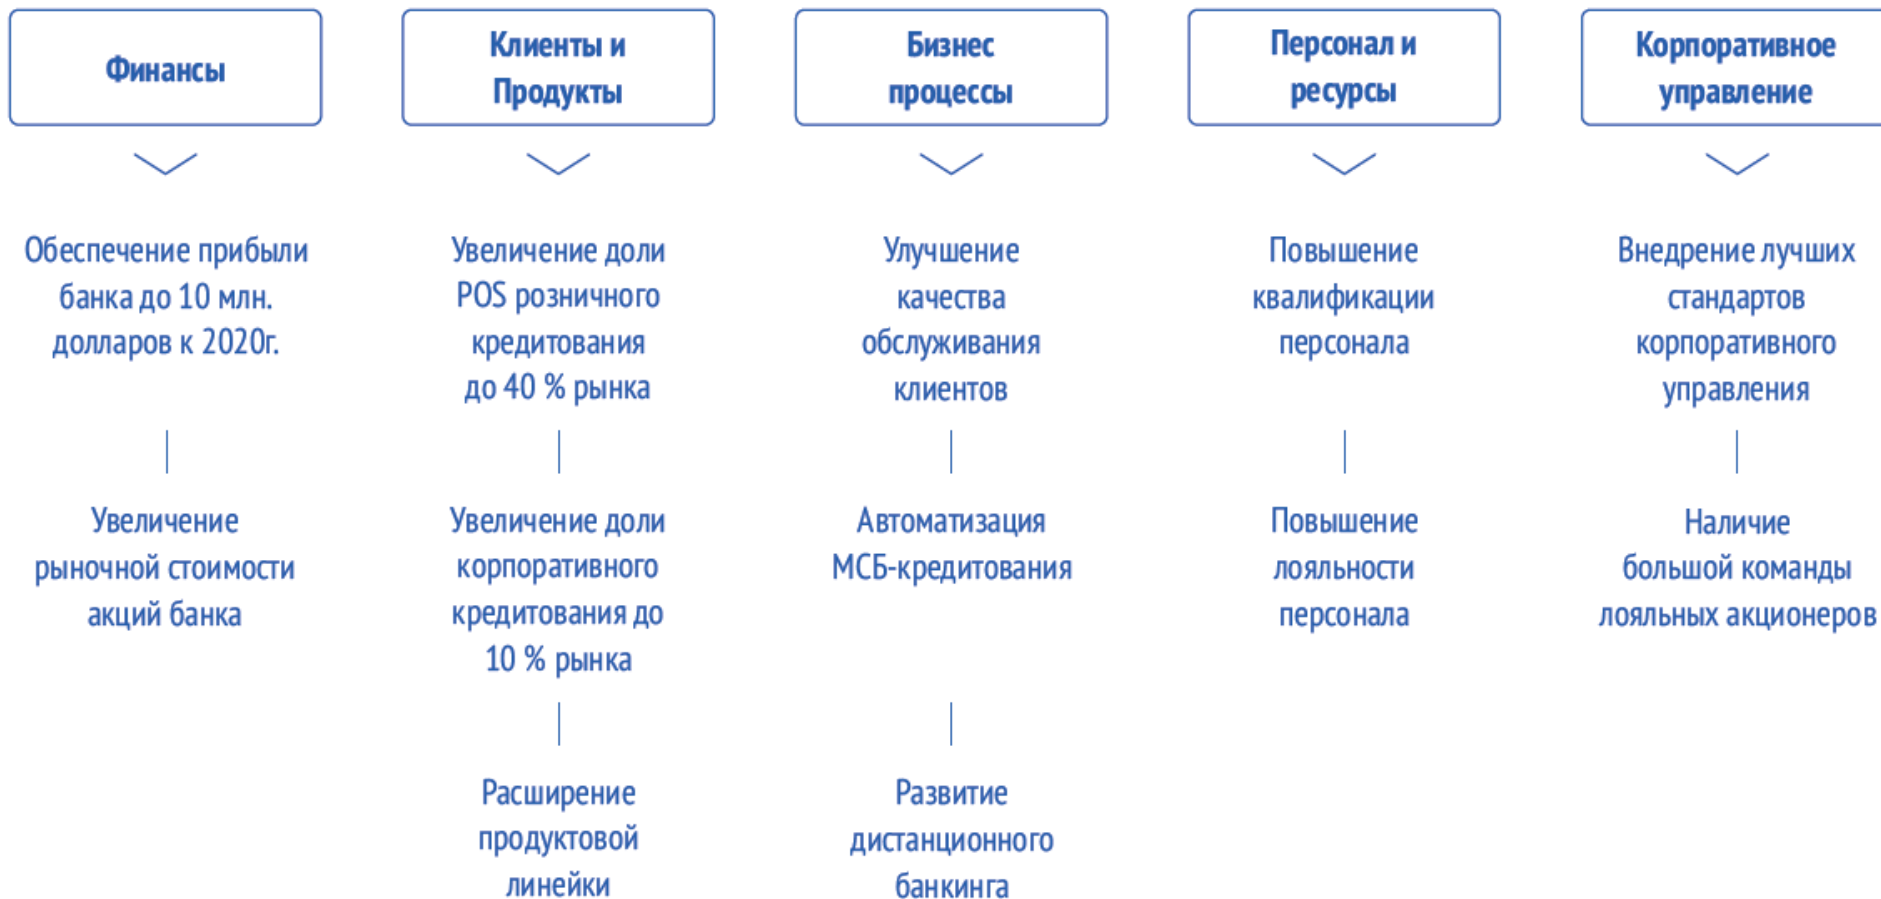 Финансы
Обеспечение прибыли
банка до 10 млн.
долларов к 2020г.
Увеличение
рыночной стоимости
акций банка
Клиенты и
Продукты
Увеличение доли
POS розничного
кредитования
до 40 % рынка
Увеличение доли
корпоративного
кредитования до
10 % рынка
Расширение
продуктовой
линейки
Бизнес
процессы
Улучшение
качества
обслуживания
клиентов
Автоматизация
МСБ-кредитования
Развитие
дистанционного
банкинга
Персонал и
ресурсы
Повышение
квалификации
персонала
Повышение
лояльности
персонала
Корпоративное
управление
Внедрение лучших
стандартов
корпоративного
управления
Наличие
большой команды
лояльных акционеров